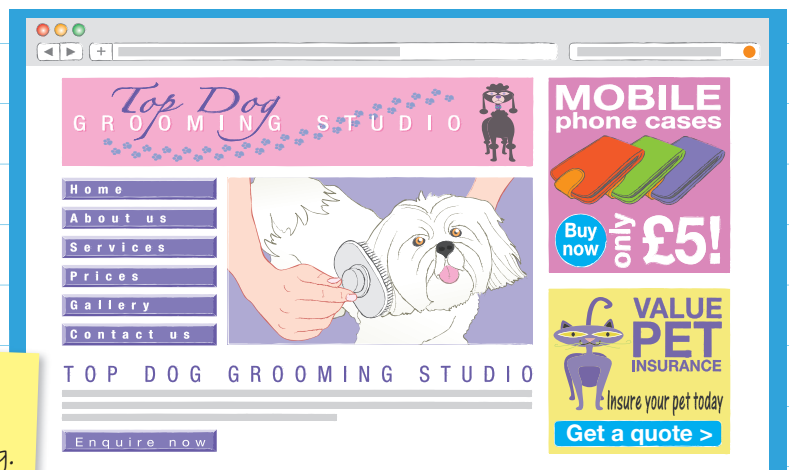 Top Dog
GROOMING STUDIO
Home
About us
Services
Prices
Gallery
Contact us
TOP DOG GROOMING STUDIO
Enquire now
MOBILE
phone cases
Buy
now
only
£5!
VALUE
PET
INSURANCE
Insure your pet today
Get a quote >